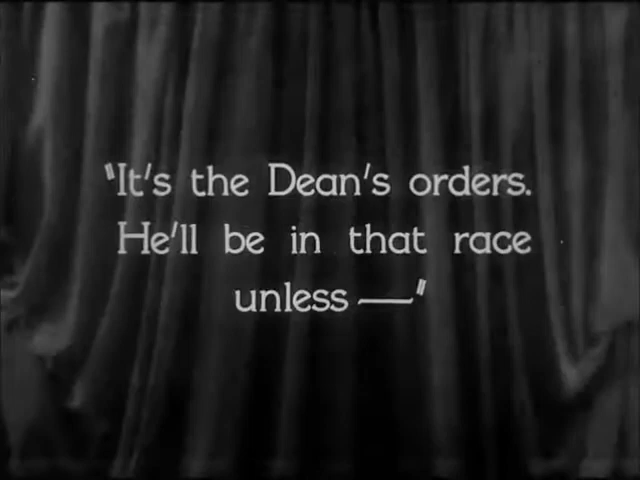 "It's the Dean's orders.
He'll be in that race
unless—"